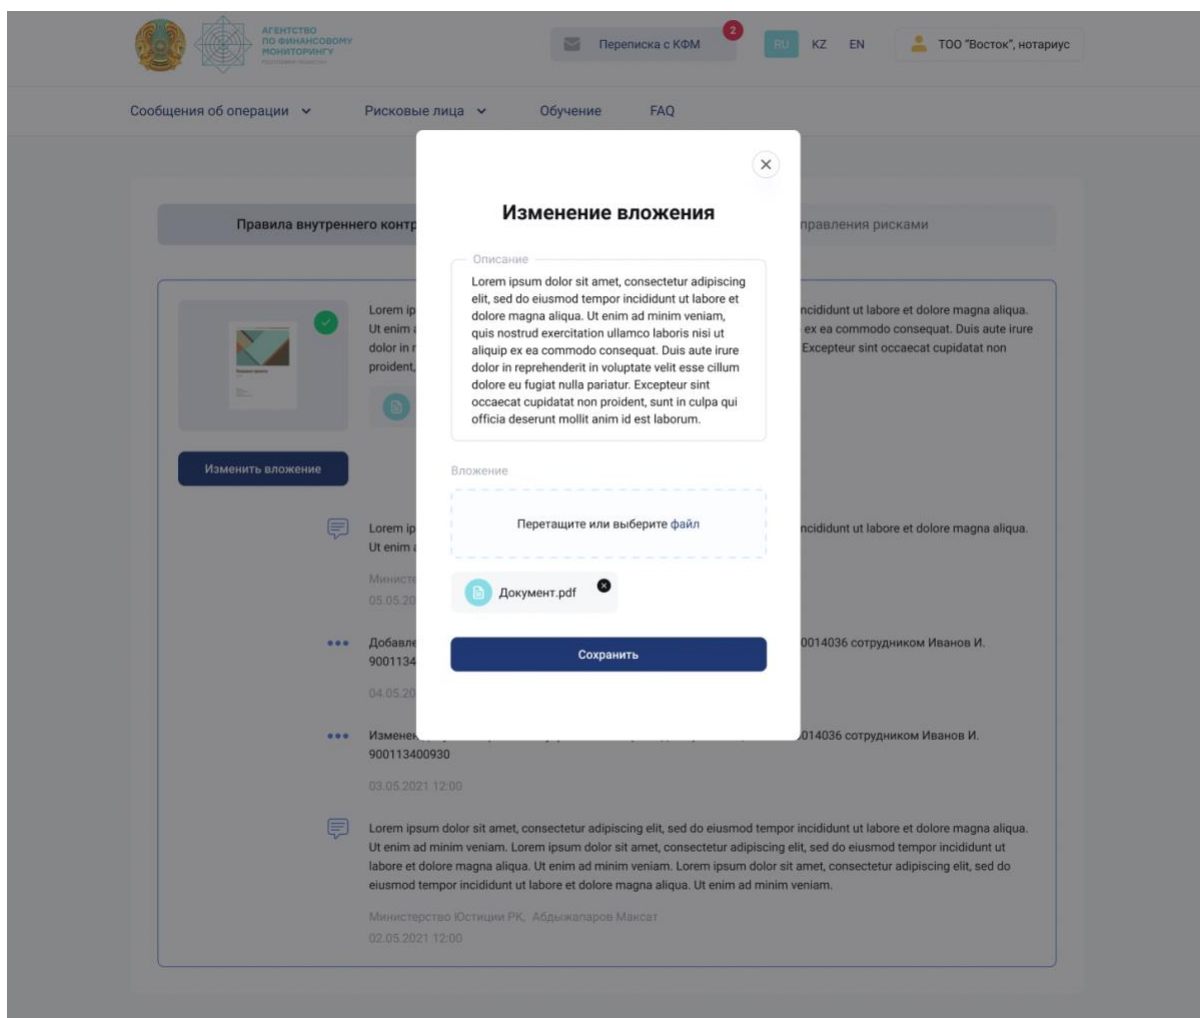 АГЕНТСТВО
ПО ФИНАНСОВОМУ
МОНИТОРИНГУ
Переписка с КФМ
2
RU KZ EN
ТОО "Восток", нотариус
Сообщения об операции Рисковые лица Обучение FAQ
Правила внутреннего контр
правления рисками
Изменение вложения
Описание
Lorem ipsum dolor sit amet, consectetur adipiscing
elit, sed do eiusmod tempor incididunt ut labore et
dolore magna aliqua. Ut enim ad minim veniam,
quis nostrud exercitation ullamco laboris nisi ut
aliquip ex ea commodo consequat. Duis aute irure
dolor in reprehenderit in voluptate velit esse cillum
dolore eu fugiat nulla pariatur. Excepteur sint
occaecat cupidatat non proident, sunt in culpa qui
officia deserunt mollit anim id est laborum.
Вложение
Перетащите или выберите файл
Документ.pdf
Сохранить
Lorem ip ncididunt ut labore et dolore magna aliqua.
Ut enim ex ea commodo consequat. Duis aute irure
dolor in r Excepteur sint occaecat cupidatat non
proident,
Изменить вложение
Lorem ip ncididunt ut labore et dolore magna aliqua.
Ut enim
Министе
05.05.20
Добавле 0014036 сотрудником Иванов И.
9001134
04.05.20
Изменен 014036 сотрудником Иванов И.
900113400930
03.05.2021 12:00
Lorem ipsum dolor sit amet, consectetur adipiscing elit, sed do eiusmod tempor incididunt ut labore et dolore magna aliqua.
Ut enim ad minim veniam. Lorem ipsum dolor sit amet, consectetur adipiscing elit, sed do eiusmod tempor incididunt ut
labore et dolore magna aliqua. Ut enim ad minim veniam. Lorem ipsum dolor sit amet, consectetur adipiscing elit, sed do
eiusmod tempor incididunt ut labore et dolore magna aliqua. Ut enim ad minim veniam.
Министерство Юстиции РК, Абдыжапаров Максат
02.05.2021 12:00